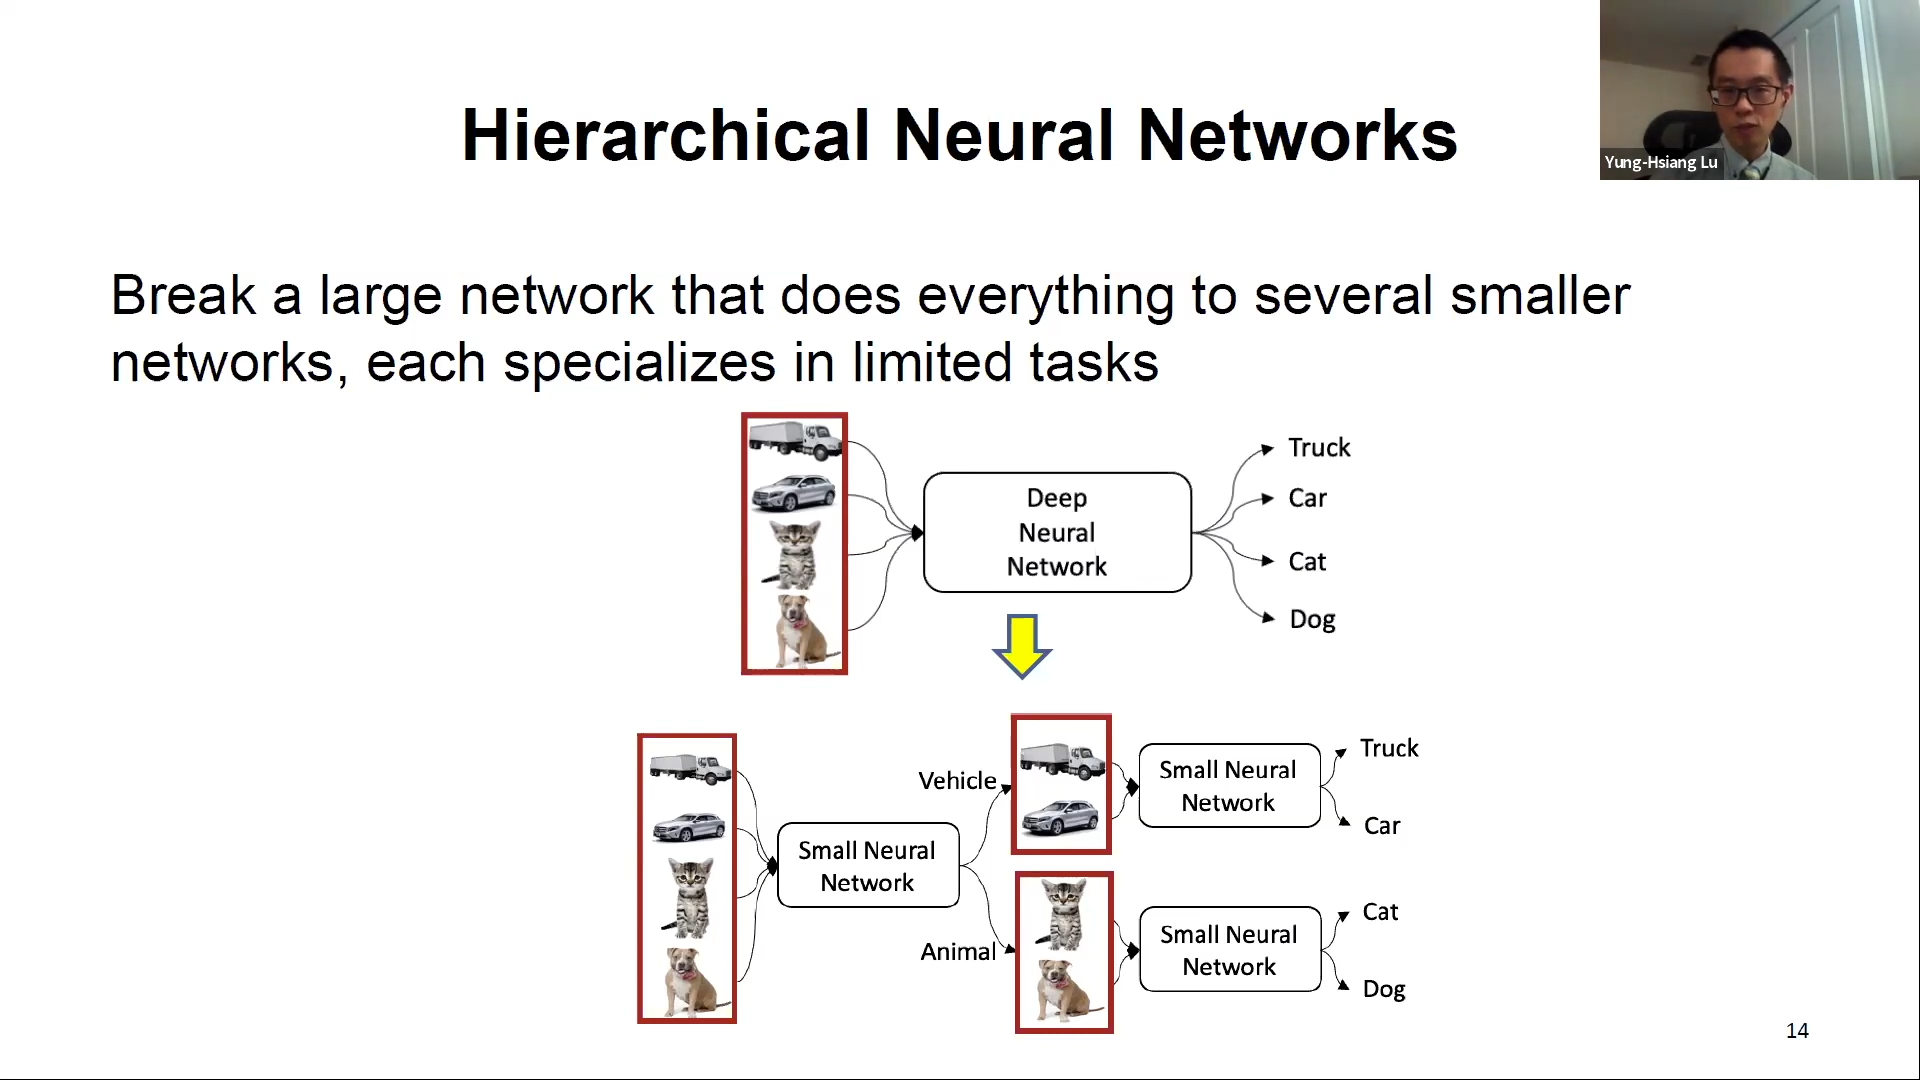 Hierarchical Neural Networks
Yung-Hsiang Lu
Break a large network that does everything to several smaller
networks, each specializes in limited tasks
Deep
Neural
Network
Truck
Car
Cat
Dog
Small Neural
Network
Vehicle
Animal
Small Neural
Network
Truck
Car
Small Neural
Network
Cat
Dog
14